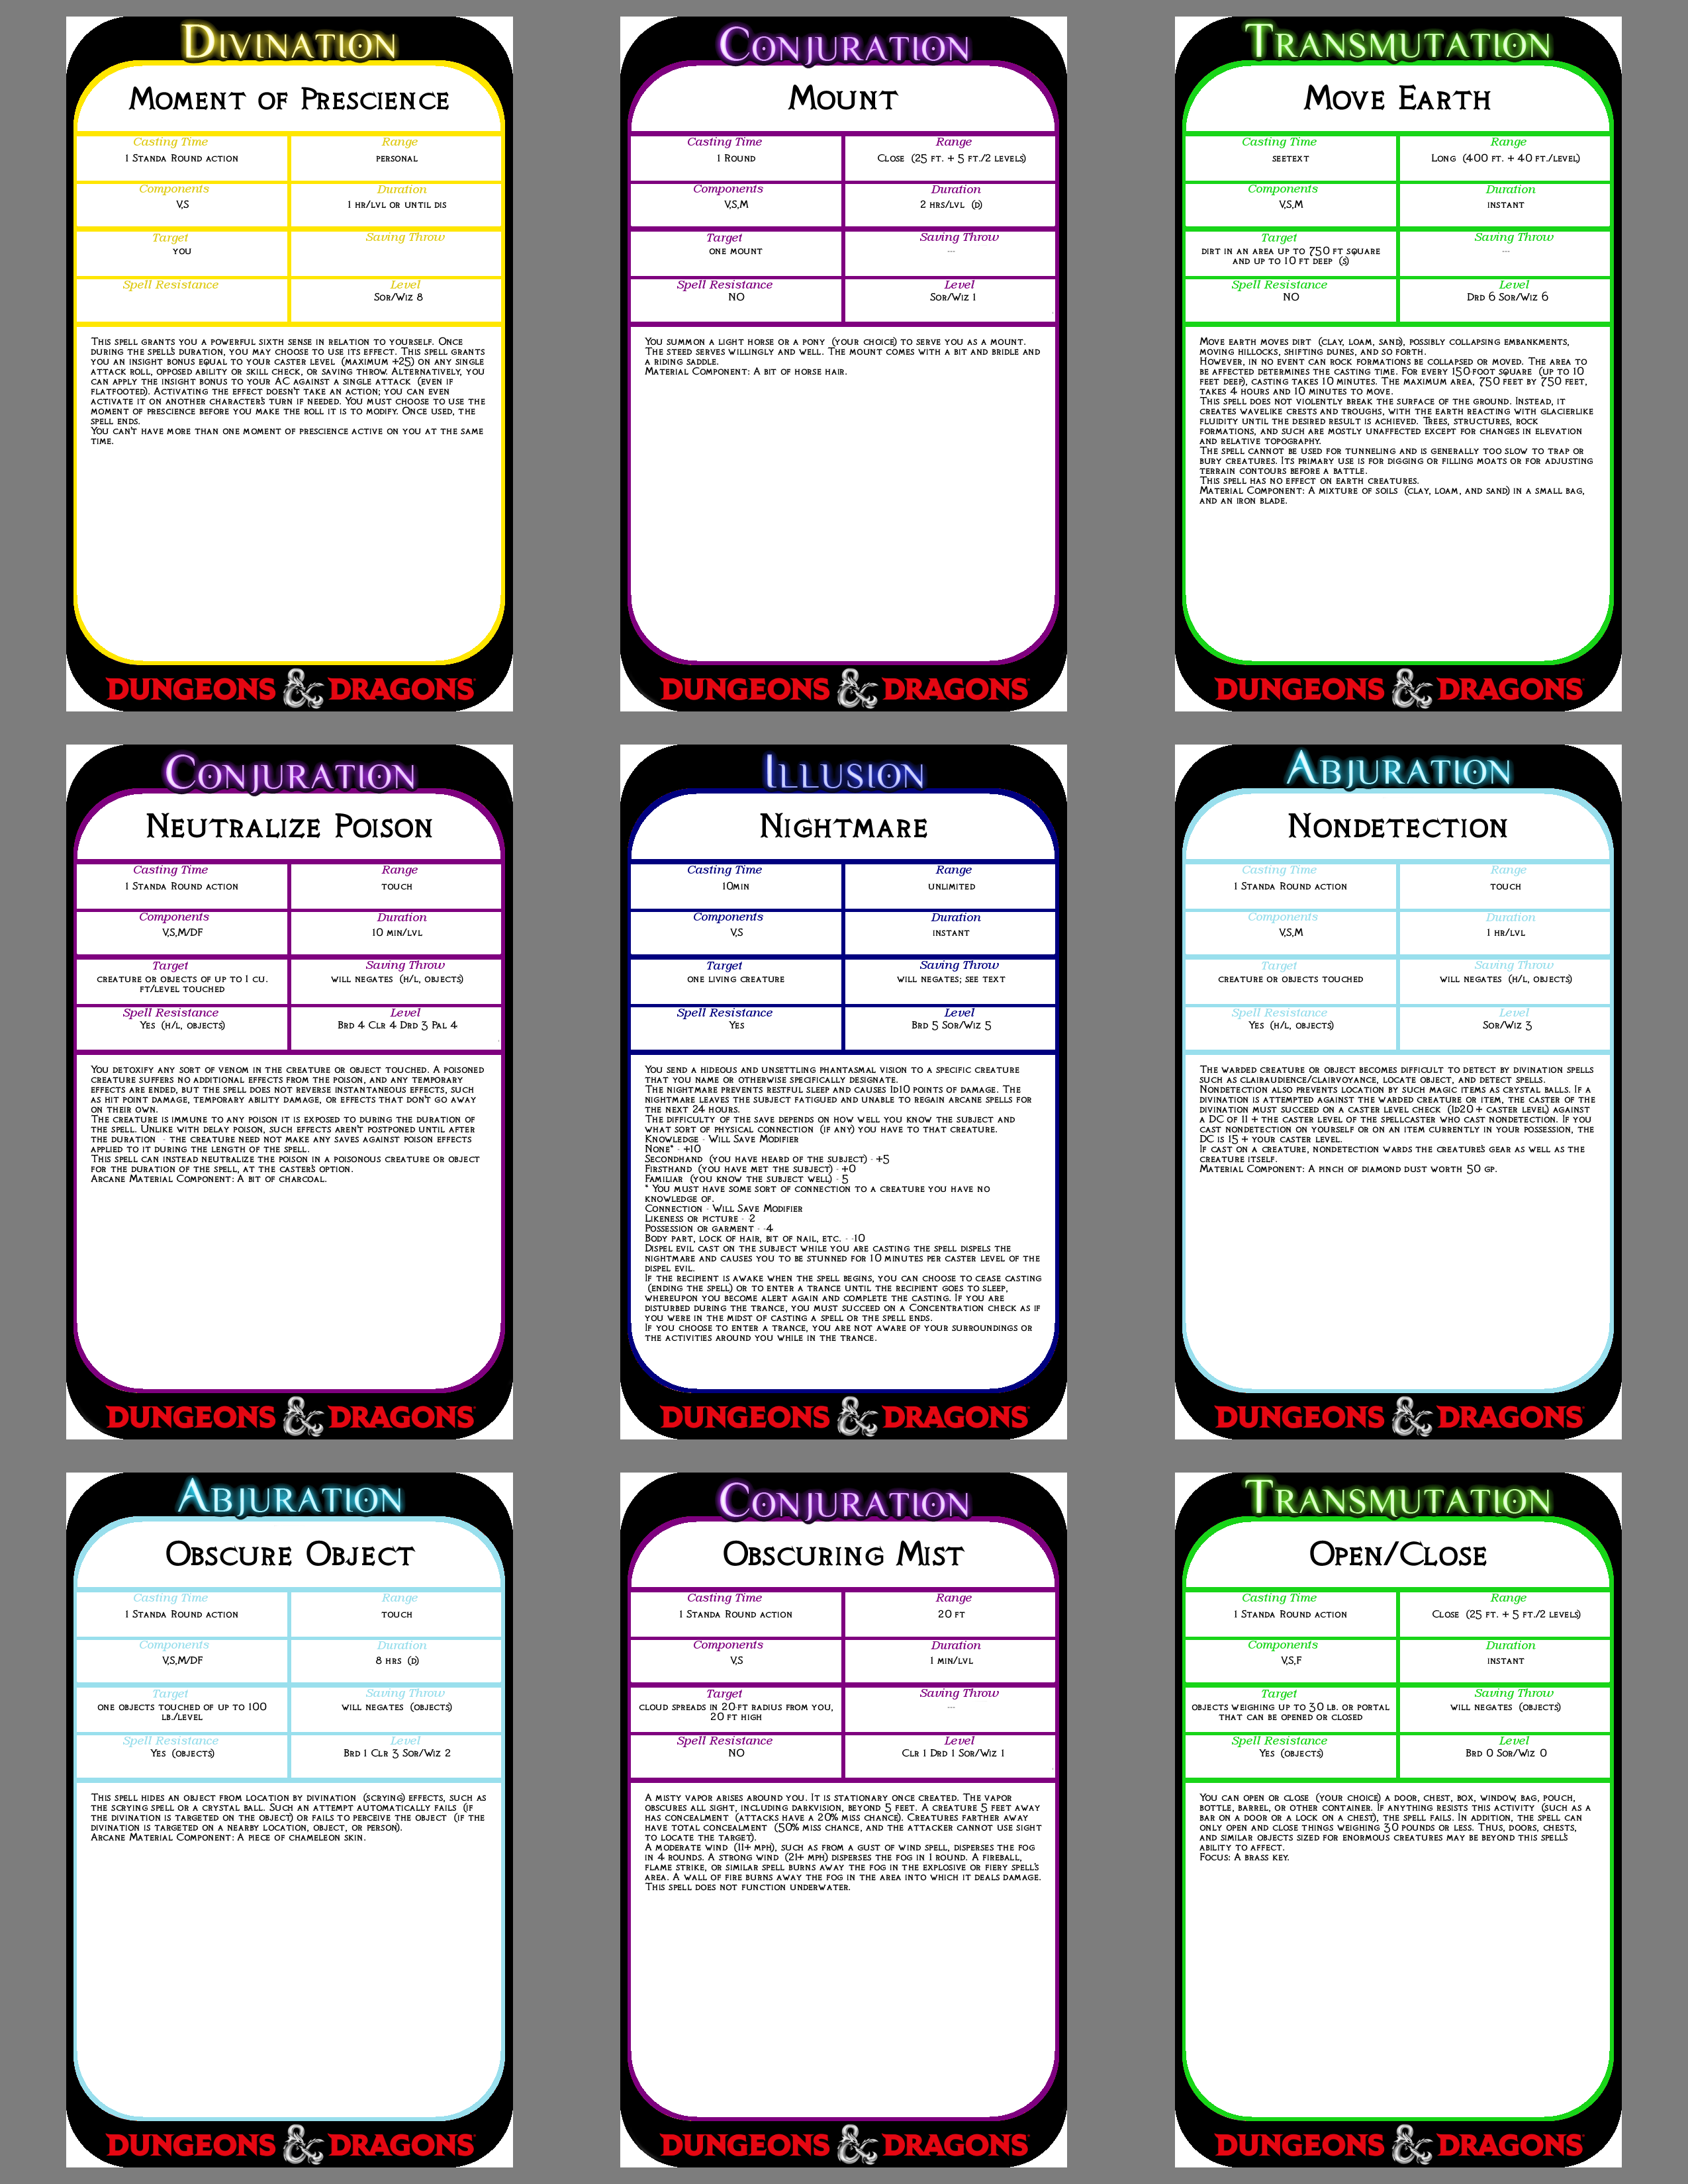 Divination
Moment of Prescience
Casting Time
Range
1 Standa Round action
personal
Components
Duration
V,S
1 hr/lvl or until dis
Target
Saving Throw
you
Spell Resistance
Level
Sor/Wiz 8
This spell grants you a powerful sixth sense in relation to yourself. Once
during the spell's duration, you may choose to use its effect. This spell grants
you an insight bonus equal to your caster level (maximum +25) on any single
attack roll, opposed ability or skill check, or saving throw. Alternatively, you
can apply the insight bonus to your AC against a single attack (even if
flatfooted). Activating the effect doesn't take an action; you can even
activate it on another character's turn if needed. You must choose to use the
moment of prescience before you make the roll it is to modify. Once used, the
spell ends.
You can't have more than one moment of prescience active on you at the same
time.
DUNGEONS & DRAGONS
Conjuration
Mount
Casting Time
Range
1 Round
Close (25 ft. + 5 ft./2 levels)
Components
Duration
V,S,M
2 hrs/lvl (d)
Target
Saving Throw
one mount
---
Spell Resistance
Level
NO
Sor/Wiz 1
You summon a light horse or a pony (your choice) to serve you as a mount.
The steed serves willingly and well. The mount comes with a bit and bridle and
a riding saddle.
Material Component: A bit of horse hair.
DUNGEONS & DRAGONS
Transmutation
Move Earth
Casting Time
Range
seetext
Long (400 ft. + 40 ft./level)
Components
Duration
V,S,M
instant
Target
Saving Throw
dirt in an area up to 750 ft square
and up to 10 ft deep (s)
---
Spell Resistance
Level
NO
Drd 6 Sor/Wiz 6
Move earth moves dirt (clay, loam, sand), possibly collapsing embankments,
moving hillocks, shifting dunes, and so forth.
However, in no event can rock formations be collapsed or moved. The area to
be affected determines the casting time. For every 150-foot square (up to 10
feet deep), casting takes 10 minutes. The maximum area, 750 feet by 750 feet,
takes 4 hours and 10 minutes to move.
This spell does not violently break the surface of the ground. Instead, it
creates wavelike crests and troughs, with the earth reacting with glacierlike
fluidity until the desired result is achieved. Trees, structures, rock
formations, and such are mostly unaffected except for changes in elevation
and relative topography.
The spell cannot be used for tunneling and is generally too slow to trap or
bury creatures. Its primary use is for digging or filling moats or for adjusting
terrain contours before a battle.
This spell has no effect on earth creatures.
Material Component: A mixture of soils (clay, loam, and sand) in a small bag,
and an iron blade.
DUNGEONS & DRAGONS
Conjuration
Neutralize Poison
Casting Time
Range
1 Standa Round action
touch
Components
Duration
V,S,M/DF
10 min/lvl
Target
Saving Throw
creature or objects of up to 1 cu.
ft/level touched
will negates (h/l, objects)
Spell Resistance
Level
Yes (h/l, objects)
Brd 4 Clr 4 Drd 3 Pal 4
You detoxify any sort of venom in the creature or object touched. A poisoned
creature suffers no additional effects from the poison, and any temporary
effects are ended, but the spell does not reverse instantaneous effects, such
as hit point damage, temporary ability damage, or effects that don't go away
on their own.
The creature is immune to any poison it is exposed to during the duration of
the spell. Unlike with delay poison, such effects aren't postponed until after
the duration - the creature need not make any saves against poison effects
applied to it during the length of the spell.
This spell can instead neutralize the poison in a poisonous creature or object
for the duration of the spell, at the caster's option.
Arcane Material Component: A bit of charcoal.
DUNGEONS & DRAGONS
Illusion
Nightmare
Casting Time
Range
10min
unlimited
Components
Duration
V,S
instant
Target
Saving Throw
one living creature
will negates; see text
Spell Resistance
Level
Yes
Brd 5 Sor/Wiz 5
You send a hideous and unsettling phantasmal vision to a specific creature
that you name or otherwise specifically designate.
The nightmare prevents restful sleep and causes 1d10 points of damage. The
nightmare leaves the subject fatigued and unable to regain arcane spells for
the next 24 hours.
The difficulty of the save depends on how well you know the subject and
what sort of physical connection (if any) you have to that creature.
Knowledge - Will Save Modifier
None* - +10
Secondhand (you have heard of the subject) - +5
Firsthand (you have met the subject) - +0
Familiar (you know the subject well) - 5
* You must have some sort of connection to a creature you have no
knowledge of.
Connection - Will Save Modifier
Likeness or picture - 2
Possession or garment - -4
Body part, lock of hair, bit of nail, etc. - -10
Dispel evil cast on the subject while you are casting the spell dispels the
nightmare and causes you to be stunned for 10 minutes per caster level of the
dispel evil.
If the recipient is awake when the spell begins, you can choose to cease casting
(ending the spell) or to enter a trance until the recipient goes to sleep,
whereupon you become alert again and complete the casting. If you are
disturbed during the trance, you must succeed on a Concentration check as if
you were in the midst of casting a spell or the spell ends.
If you choose to enter a trance, you are not aware of your surroundings or
the activities around you while in the trance.
DUNGEONS & DRAGONS
Abjuration
Nondetection
Casting Time
Range
1 Standa Round action
touch
Components
Duration
V,S,M
1 hr/lvl
Target
Saving Throw
creature or objects touched
will negates (h/l, objects)
Spell Resistance
Level
Yes (h/l, objects)
Sor/Wiz 3
The warded creature or object becomes difficult to detect by divination spells
such as clairaudience/clairvoyance, locate object, and detect spells.
Nondetection also prevents location by such magic items as crystal balls. If a
divination is attempted against the warded creature or item, the caster of the
divination must succeed on a caster level check (1d20 + caster level) against
a DC of 11 + the caster level of the spellcaster who cast nondetection. If you
cast nondetection on yourself or on an item currently in your possession, the
DC is 15 + your caster level.
If cast on a creature, nondetection wards the creature's gear as well as the
creature itself.
Material Component: A pinch of diamond dust worth 50 gp.
DUNGEONS & DRAGONS
Abjuration
Obscure Object
Casting Time
Range
1 Standa Round action
touch
Components
Duration
V,S,M/DF
8 hrs (d)
Target
Saving Throw
one objects touched of up to 100
lb./level
will negates (objects)
Spell Resistance
Level
Yes (objects)
Brd 1 Clr 3 Sor/Wiz 2
This spell hides an object from location by divination (scrying) effects, such as
the scrying spell or a crystal ball. Such an attempt automatically fails (if
the divination is targeted on the object) or fails to perceive the object (if the
divination is targeted on a nearby location, object, or person).
Arcane Material Component: A piece of chameleon skin.
DUNGEONS & DRAGONS
Conjuration
Obscuring Mist
Casting Time
Range
1 Standa Round action
20 ft
Components
Duration
V,S
1 min/lvl
Target
Saving Throw
cloud spreads in 20-ft radius from you,
20 ft high
---
Spell Resistance
Level
NO
Clr 1 Drd 1 Sor/Wiz 1
A misty vapor arises around you. It is stationary once created. The vapor
obscures all sight, including darkvision, beyond 5 feet. A creature 5 feet away
has concealment (attacks have a 20% miss chance). Creatures farther away
have total concealment (50% miss chance, and the attacker cannot use sight
to locate the target).
A moderate wind (11+ mph), such as from a gust of wind spell, disperses the fog
in 4 rounds. A strong wind (21+ mph) disperses the fog in 1 round. A fireball,
flame strike, or similar spell burns away the fog in the explosive or fiery spell's
area. A wall of fire burns away the fog in the area into which it deals damage.
This spell does not function underwater.
DUNGEONS & DRAGONS
Transmutation
Open/Close
Casting Time
Range
1 Standa Round action
Close (25 ft. + 5 ft./2 levels)
Components
Duration
V,S,F
instant
Target
Saving Throw
objects weighing up to 30 lb. or portal
that can be opened or closed
will negates (objects)
Spell Resistance
Level
Yes (objects)
Brd 0 Sor/Wiz 0
You can open or close (your choice) a door, chest, box, window, bag, pouch,
bottle, barrel, or other container. If anything resists this activity (such as a
bar on a door or a lock on a chest), the spell fails. In addition, the spell can
only open and close things weighing 30 pounds or less. Thus, doors, chests,
and similar objects sized for enormous creatures may be beyond this spell's
ability to affect.
Focus: A brass key.
DUNGEONS & DRAGONS